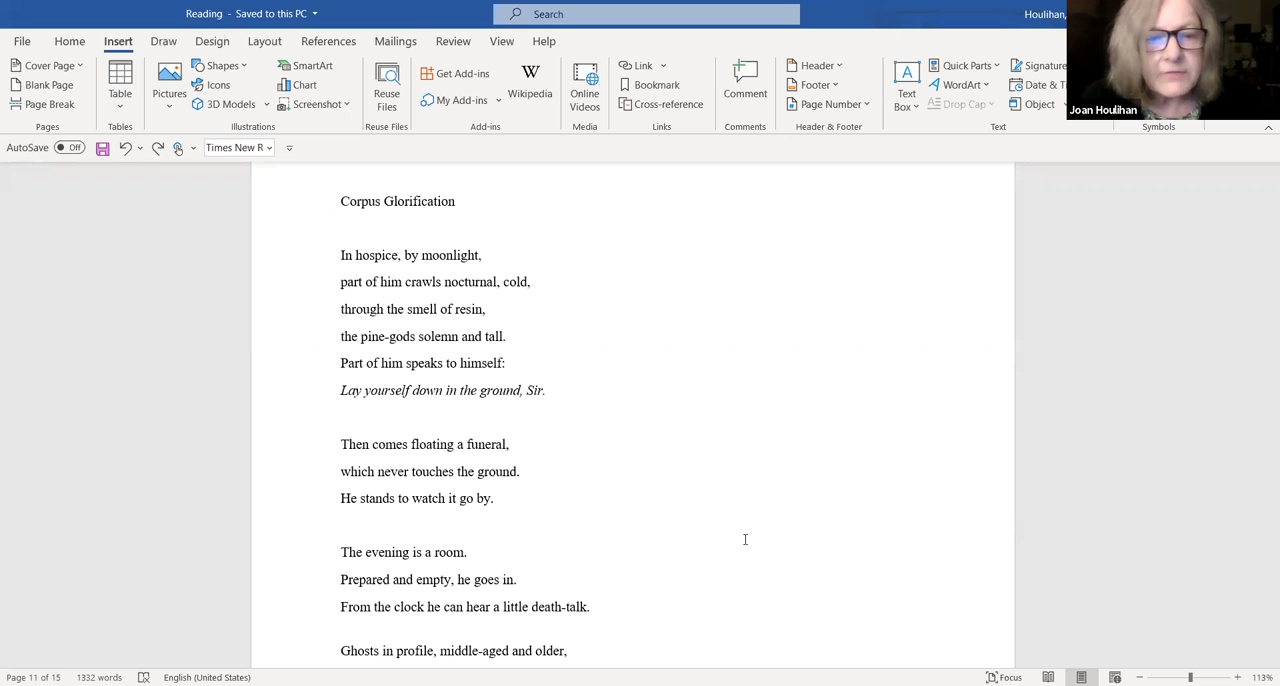 Reading - Saved to this PC
Search
Houlihan,
File Home Insert Draw Design Layout References Mailings Review View Help
Cover Page
Blank Page
Page Break
Pages
Table
Tables
Pictures
Shapes
Icons
3D Models
SmartArt
Chart
Screenshot
Illustrations
Reuse
Files
Reuse Files
Get Add-ins
My Add-ins
W
Wikipedia
Add-ins
Online
Videos
Media
Link
Bookmark
Cross-reference
Links
Comment
Comments
Header
Footer
Page Number
Header & Footer
A
Text
Box
Quick Parts
WordArt
Drop Cap
Signature
Date & Ti
Object
Text
Symbols
Joan Houlihan
AutoSave Off
Times New R
Corpus Glorification
In hospice, by moonlight,
part of him crawls nocturnal, cold,
through the smell of resin,
the pine-gods solemn and tall.
Part of him speaks to himself:
Lay yourself down in the ground, Sir.
Then comes floating a funeral,
which never touches the ground.
He stands to watch it go by.
The evening is a room.
Prepared and empty, he goes in.
From the clock he can hear a little death-talk.
Ghosts in profile, middle-aged and older,
Page 11 of 15 1332 words English (United States) Focus 113%